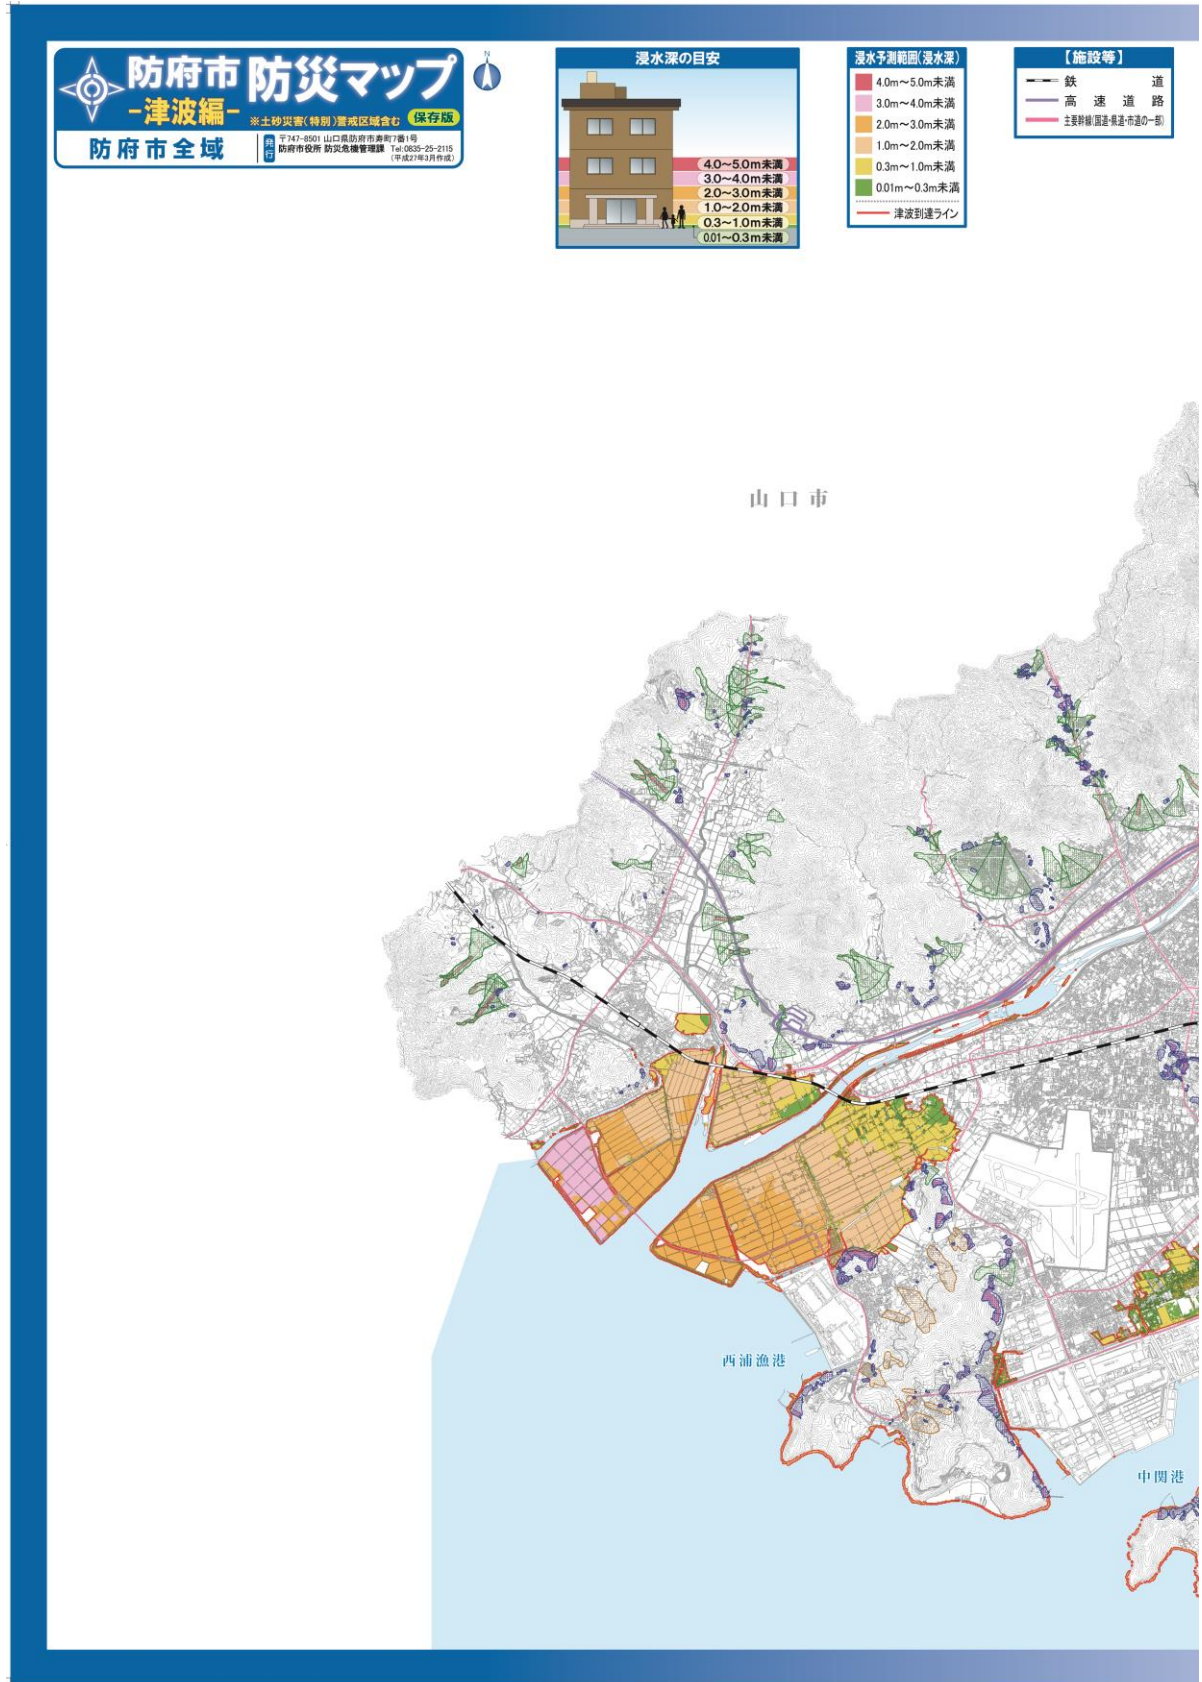 防府市 防災マップ
-津波編- ※土砂災害(特別)警戒区域含む 保存版
防府市全域
発行
〒747-8501 山口県防府市寿町7番1号
防府市役所 防災危機管理課 Tel:0835-25-2115
(平成27年3月作成)
N
浸水深の目安
4.0〜5.0m未満
3.0〜4.0m未満
2.0〜3.0m未満
1.0〜2.0m未満
0.3〜1.0m未満
0.01〜0.3m未満
浸水予測範囲(浸水深)
4.0m〜5.0m未満
3.0m〜4.0m未満
2.0m〜3.0m未満
1.0m〜2.0m未満
0.3m〜1.0m未満
0.01m〜0.3m未満
津波到達ライン
【施設等】
鉄道
高速道路
主要幹線(国道・県道・市道の一部)
山口市
西浦漁港
中関港